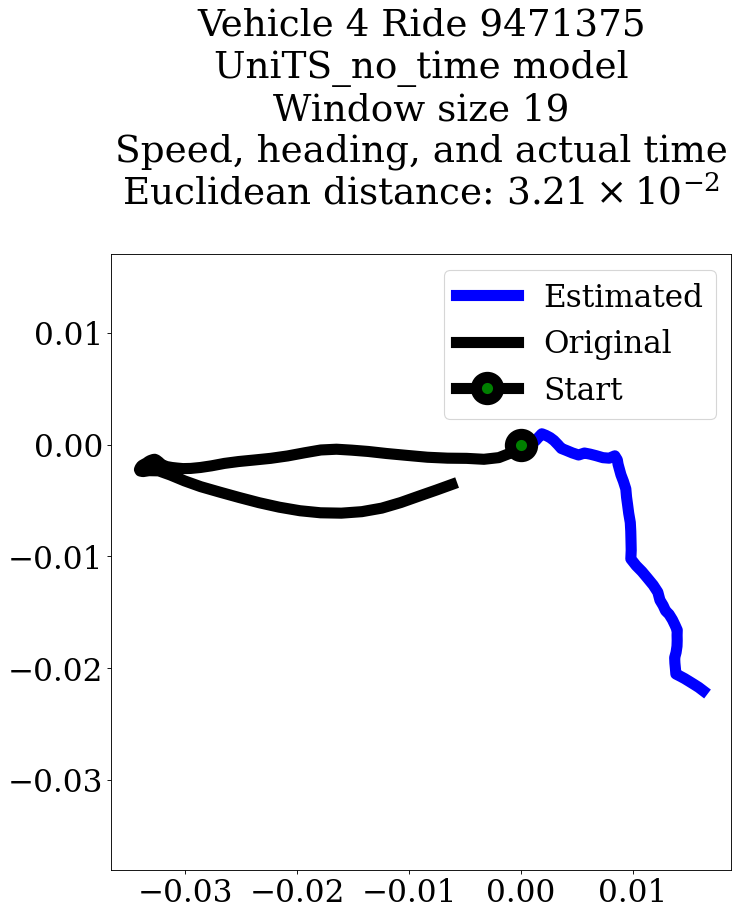 Vehicle 4 Ride 9471375
UniTS_no_time model
Window size 19
Speed, heading, and actual time
Euclidean distance: 3.21 × 10⁻²
Estimated
Original
Start
0.01
0.00
−0.01
−0.02
−0.03
−0.03 −0.02 −0.01 0.00 0.01